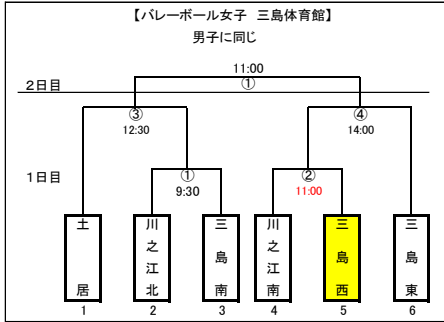 【バレーボール女子 三島体育館】
男子に同じ
11:00
2日目
①
③
④
12:30
14:00
1日目
①
②
9:30
11:00
土居
川之江北
三島南
川之江南
三島西
三島東
1 2 3 4 5 6